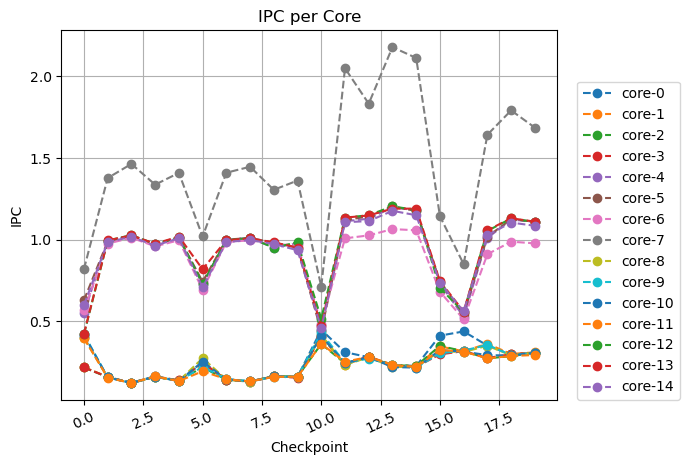 IPC per Core
IPC
2.0
1.5
1.0
0.5
0.0
2.5
5.0
7.5
10.0
12.5
15.0
17.5
Checkpoint
core-0
core-1
core-2
core-3
core-4
core-5
core-6
core-7
core-8
core-9
core-10
core-11
core-12
core-13
core-14